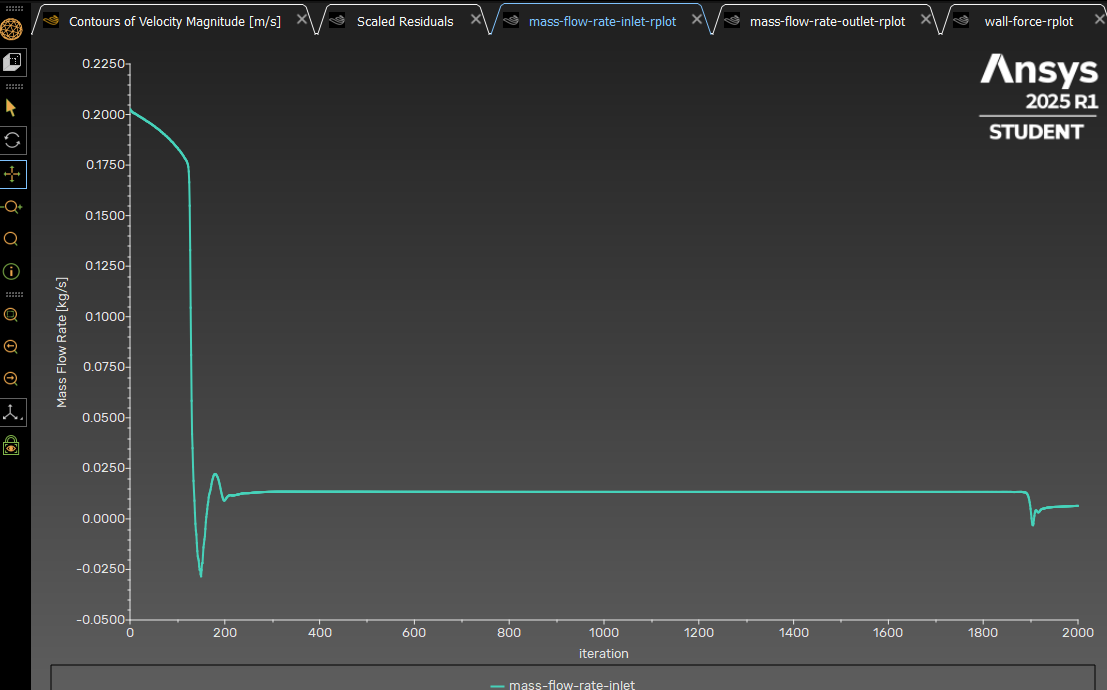 Contours of Velocity Magnitude [m/s]
Scaled Residuals
mass-flow-rate-inlet-rplot
mass-flow-rate-outlet-rplot
wall-force-rplot
Ansys
2025 R1
STUDENT
0.2250
0.2000
0.1750
0.1500
0.1250
0.1000
0.0750
0.0500
0.0250
0.0000
-0.0250
-0.0500
Mass Flow Rate [kg/s]
0 200 400 600 800 1000 1200 1400 1600 1800 2000
iteration
mass-flow-rate-inlet